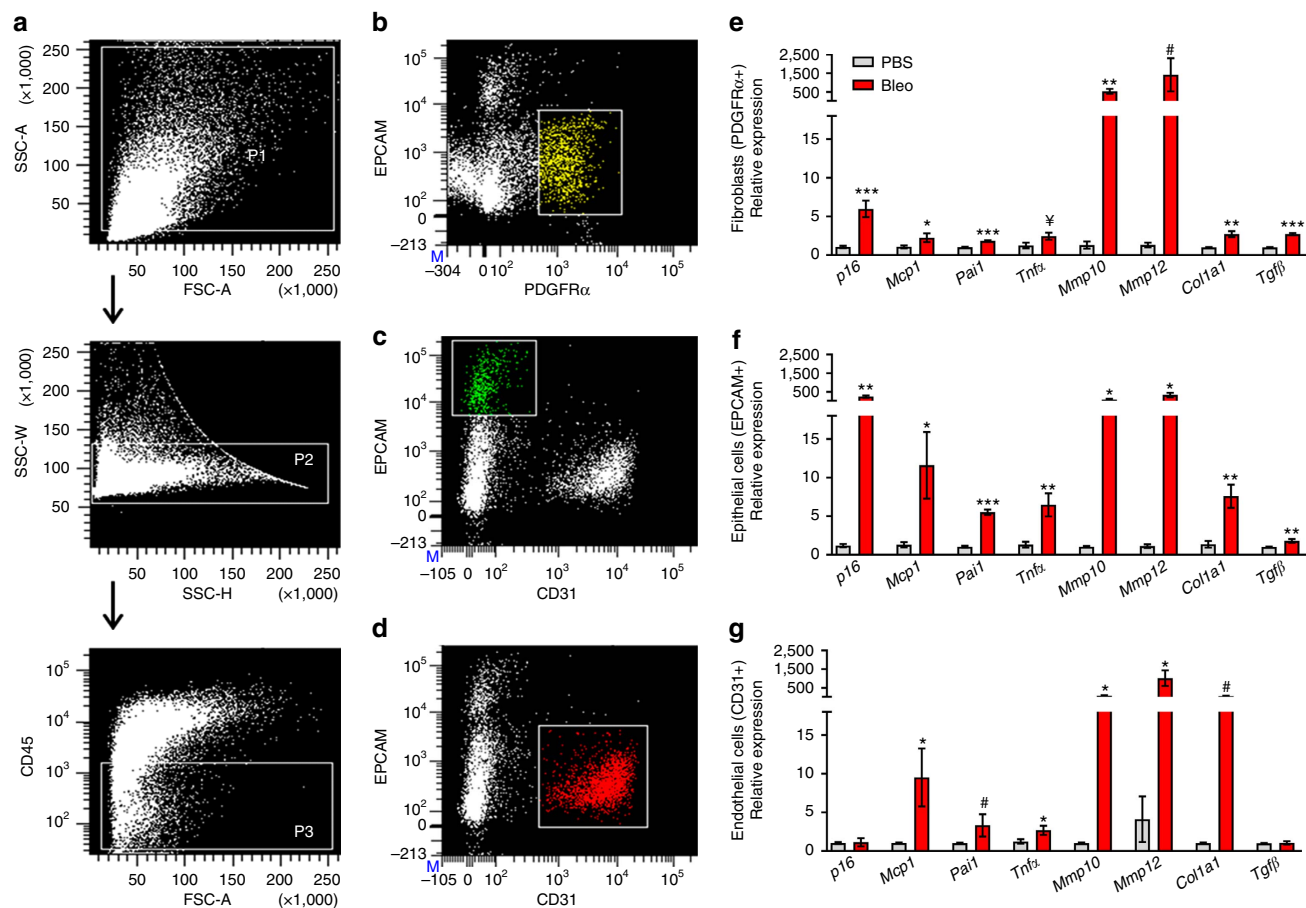 a
SSC-A (×1,000)
250
200
150
100
50
P1
50 100 150 200 250
FSC-A (×1,000)
SSC-W (×1,000)
250
200
150
100
50
P2
50 100 150 200 250
SSC-H (×1,000)
CD45
10^5
10^4
10^3
10^2
P3
50 100 150 200 250
FSC-A (×1,000)
b
EPCAM
10^5
10^4
10^3
10^2
0
−213
M
−304 0 10^2 10^3 10^4 10^5
PDGFRα
c
EPCAM
10^5
10^4
10^3
10^2
0
−213
M
−105 0 10^2 10^3 10^4 10^5
CD31
d
EPCAM
10^5
10^4
10^3
10^2
0
−213
M
−105 0 10^2 10^3 10^4 10^5
CD31
e
Fibroblasts (PDGFRα+)
Relative expression
2,500
1,500
500
15
10
5
0
PBS
Bleo
*** * *** ¥ ** # ** ***
p16 Mcp1 Pai1 Tnfα Mmp10 Mmp12 Col1a1 Tgfβ
f
Epithelial cells (EPCAM+)
Relative expression
2,500
1,500
500
15
10
5
0
** * *** ** * * ** **
p16 Mcp1 Pai1 Tnfα Mmp10 Mmp12 Col1a1 Tgfβ
g
Endothelial cells (CD31+)
Relative expression
2,500
1,500
500
15
10
5
0
* # * * * #
p16 Mcp1 Pai1 Tnfα Mmp10 Mmp12 Col1a1 Tgfβ